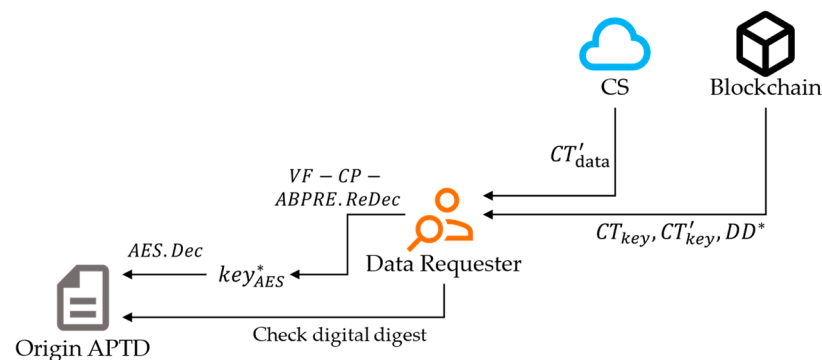 CS
Blockchain
CT′data
VF − CP −
ABPRE.ReDec
CTkey, CT′key, DD*
AES.Dec
key*AES
Data Requester
Check digital digest
Origin APTD